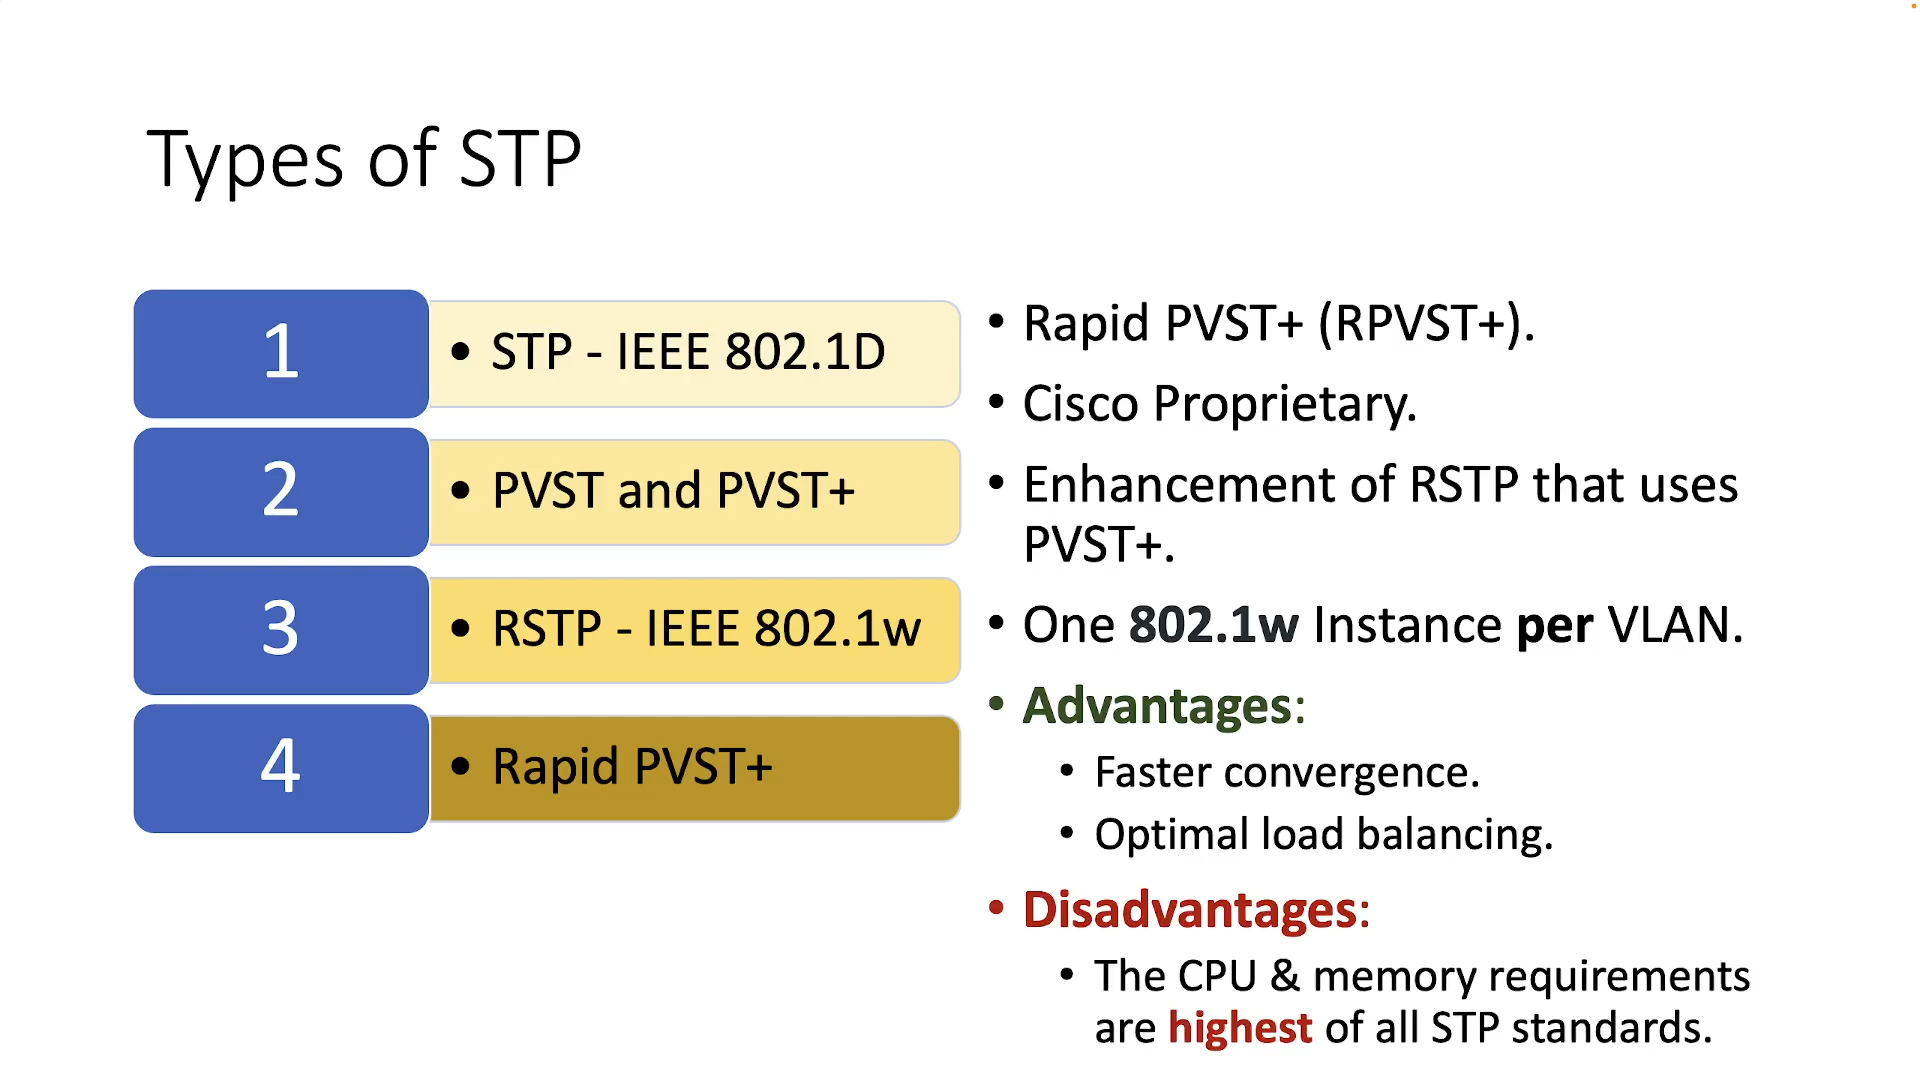 Types of STP
1
• STP - IEEE 802.1D
2
• PVST and PVST+
3
• RSTP - IEEE 802.1w
4
• Rapid PVST+
• Rapid PVST+ (RPVST+).
• Cisco Proprietary.
• Enhancement of RSTP that uses
PVST+.
• One 802.1w Instance per VLAN.
• Advantages:
• Faster convergence.
• Optimal load balancing.
• Disadvantages:
• The CPU & memory requirements
are highest of all STP standards.